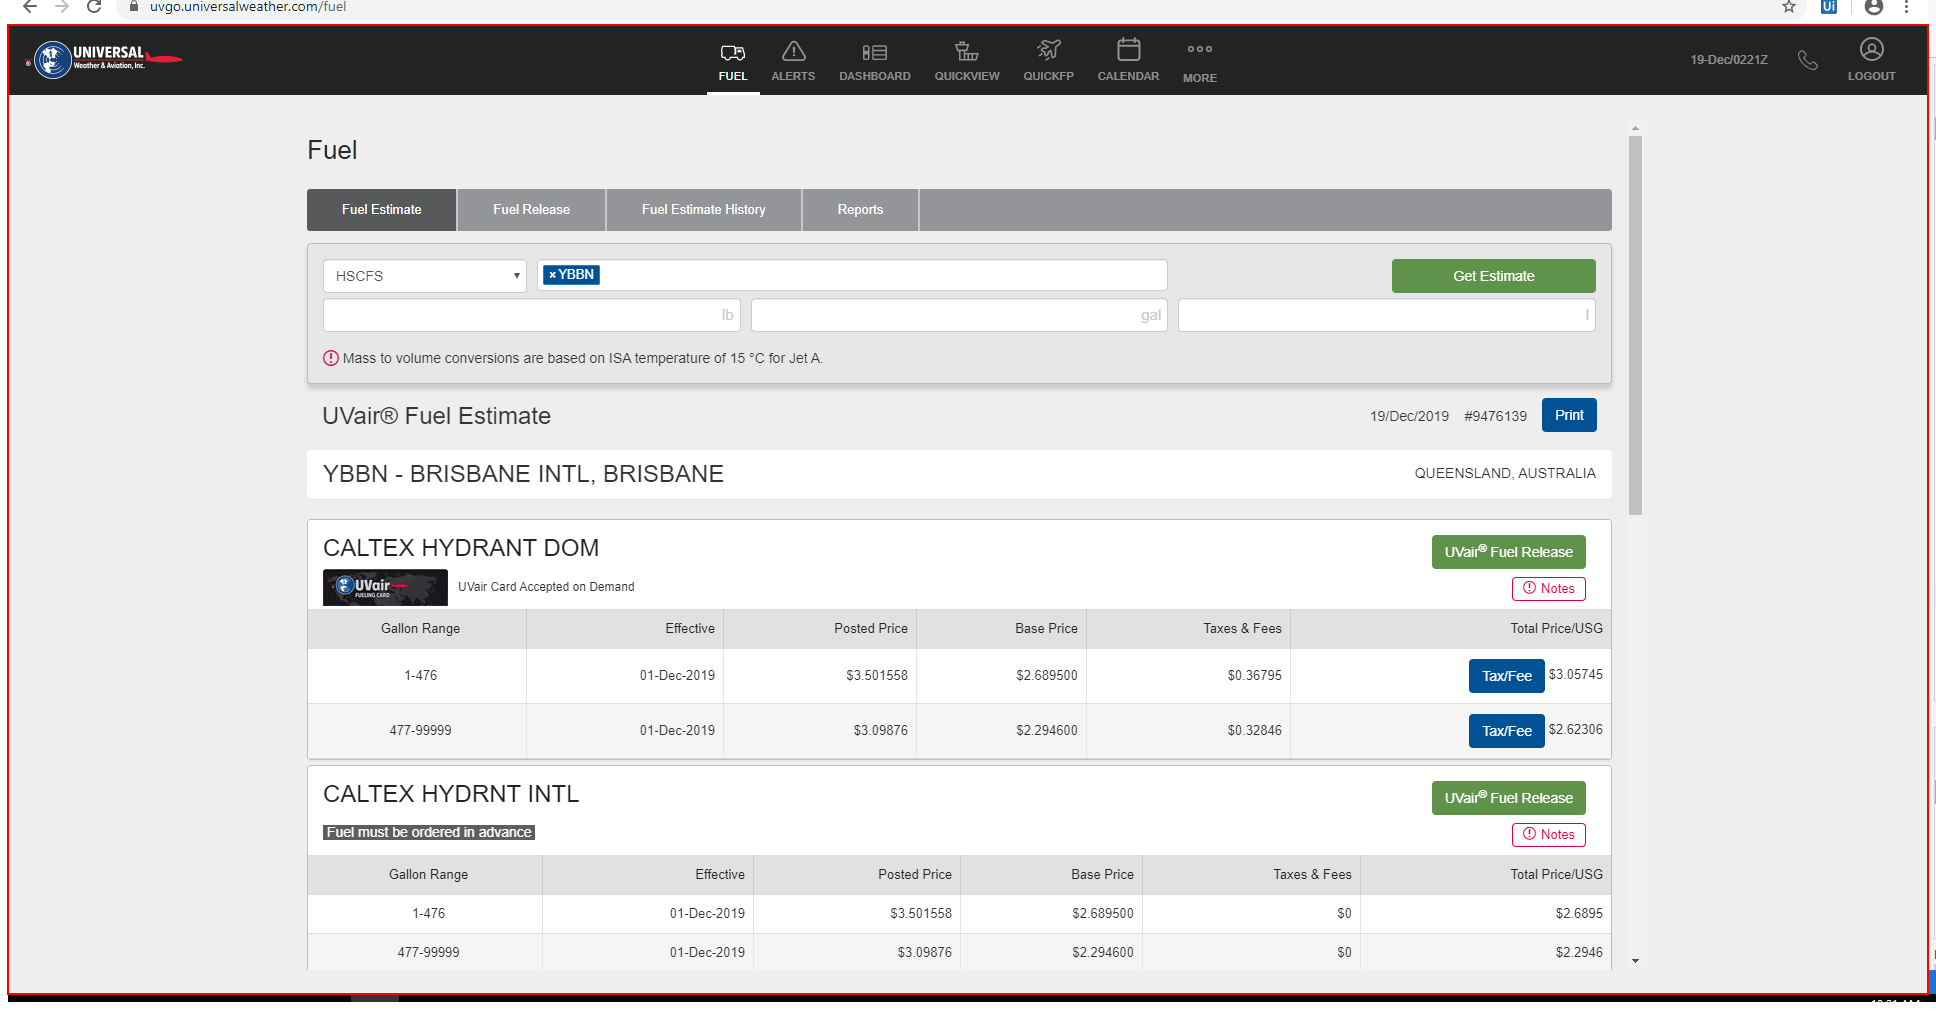 uvgo.universalweather.com/fuel
UNIVERSAL
Weather & Aviation, Inc.
FUEL
ALERTS
DASHBOARD
QUICKVIEW
QUICKFP
CALENDAR
MORE
19-Dec/0221Z
LOGOUT
Fuel
Fuel Estimate
Fuel Release
Fuel Estimate History
Reports
HSCFS
×YBBN
Get Estimate
lb
gal
l
Mass to volume conversions are based on ISA temperature of 15 °C for Jet A.
UVair® Fuel Estimate
19/Dec/2019 #9476139 Print
YBBN - BRISBANE INTL, BRISBANE
QUEENSLAND, AUSTRALIA
CALTEX HYDRANT DOM
UVair® Fuel Release
UVair
FUELING CARD
UVair Card Accepted on Demand
Notes
Gallon Range Effective Posted Price Base Price Taxes & Fees Total Price/USG
1-476 01-Dec-2019 $3.501558 $2.689500 $0.36795 Tax/Fee $3.05745
477-99999 01-Dec-2019 $3.09876 $2.294600 $0.32846 Tax/Fee $2.62306
CALTEX HYDRNT INTL
UVair® Fuel Release
Fuel must be ordered in advance
Notes
Gallon Range Effective Posted Price Base Price Taxes & Fees Total Price/USG
1-476 01-Dec-2019 $3.501558 $2.689500 $0 $2.6895
477-99999 01-Dec-2019 $3.09876 $2.294600 $0 $2.2946